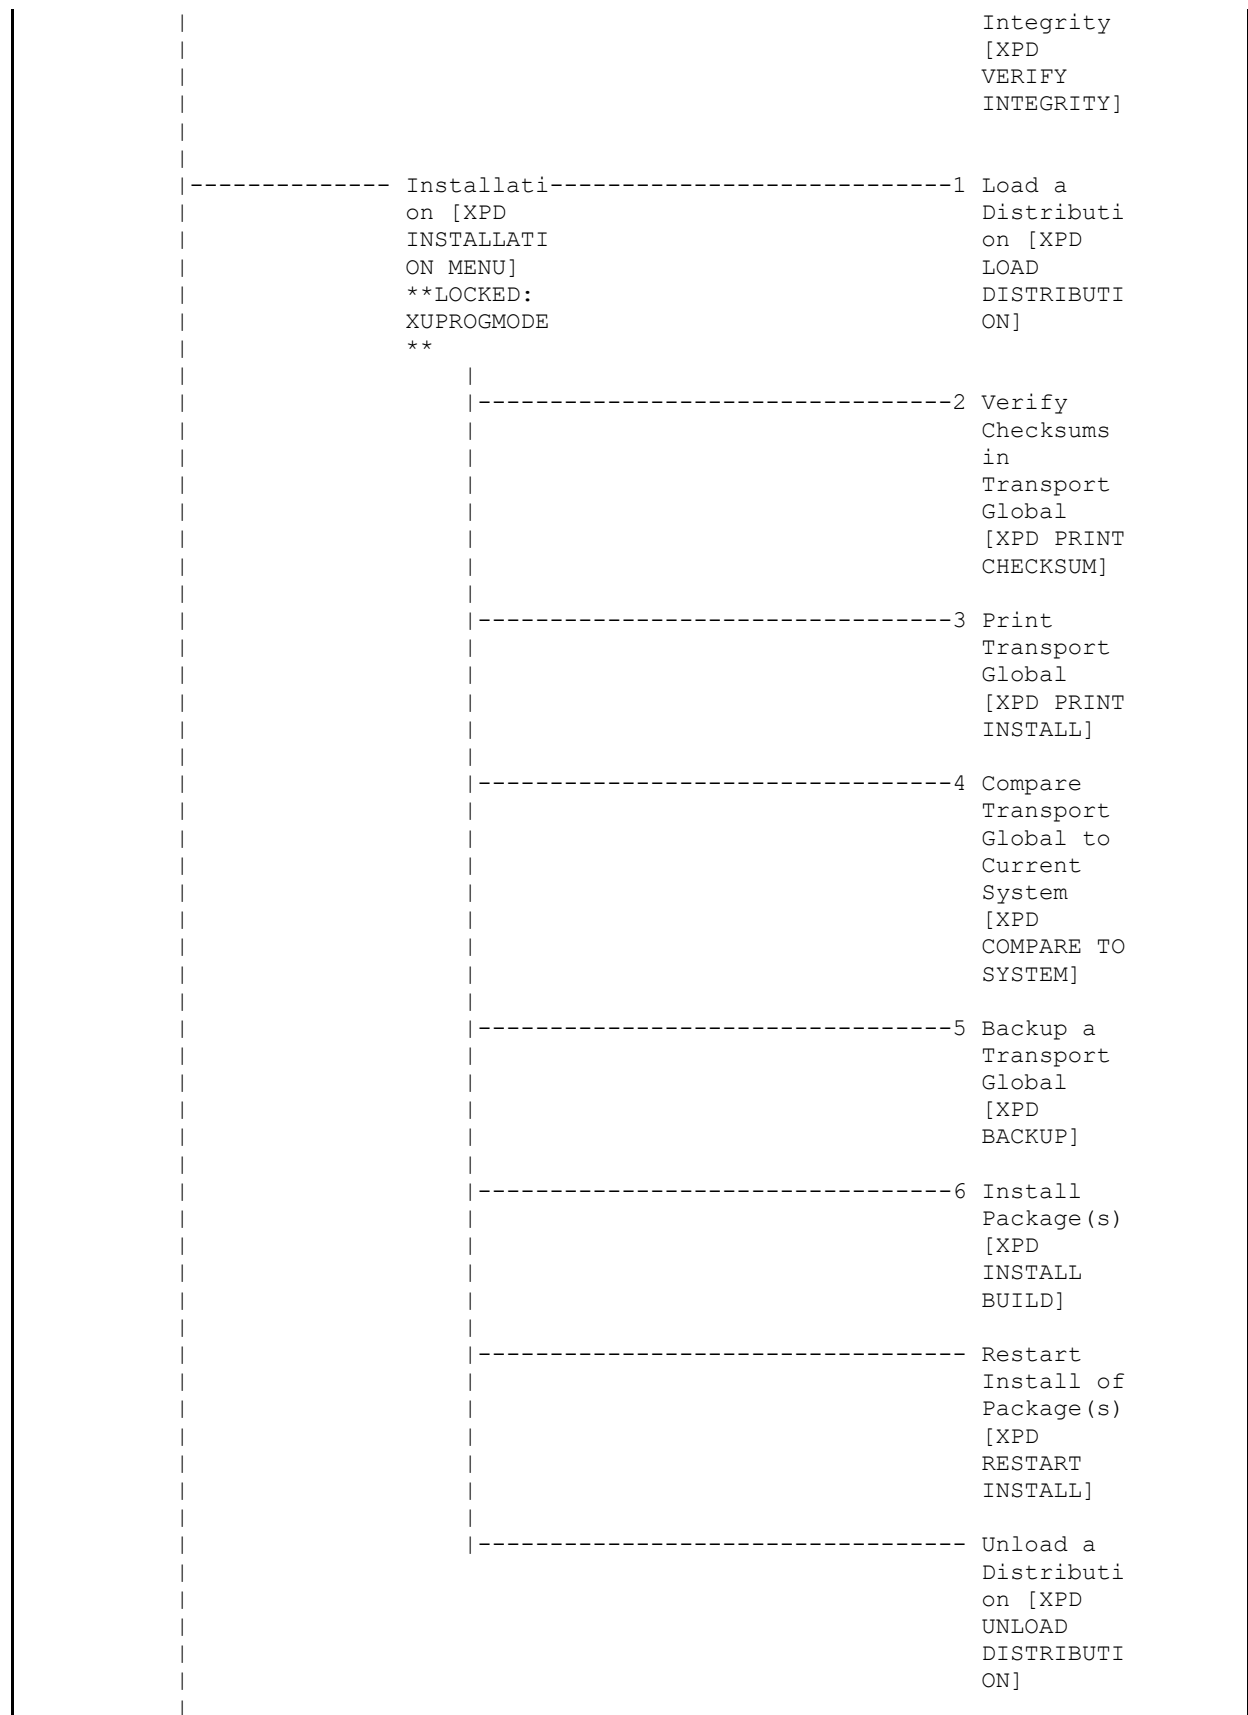 Integrity
[XPD
VERIFY
INTEGRITY]
|-------------- Installati----------------------------1 Load a
on [XPD Distributi
INSTALLATI on [XPD
ON MENU] LOAD
**LOCKED: DISTRIBUTI
XUPROGMODE ON]
**
|---------------------------------2 Verify
Checksums
in
Transport
Global
[XPD PRINT
CHECKSUM]
|---------------------------------3 Print
Transport
Global
[XPD PRINT
INSTALL]
|---------------------------------4 Compare
Transport
Global to
Current
System
[XPD
COMPARE TO
SYSTEM]
|---------------------------------5 Backup a
Transport
Global
[XPD
BACKUP]
|---------------------------------6 Install
Package(s)
[XPD
INSTALL
BUILD]
|---------------------------------- Restart
Install of
Package(s)
[XPD
RESTART
INSTALL]
|---------------------------------- Unload a
Distributi
on [XPD
UNLOAD
DISTRIBUTI
ON]